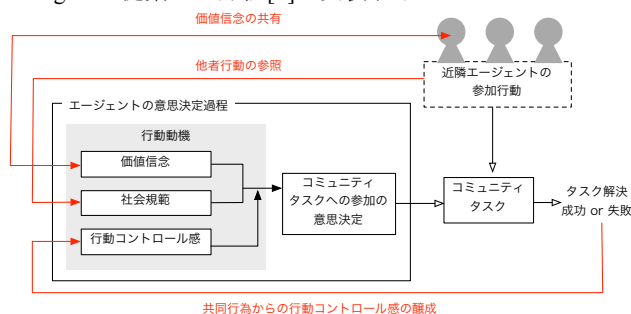 価値信念の共有
他者行動の参照
近隣エージェントの
参加行動
エージェントの意思決定過程
行動動機
価値信念
社会規範
行動コントロール感
コミュニティ
タスクへの参加の
意思決定
コミュニティ
タスク
タスク解決
成功 or 失敗
共同行為からの行動コントロール感の醸成